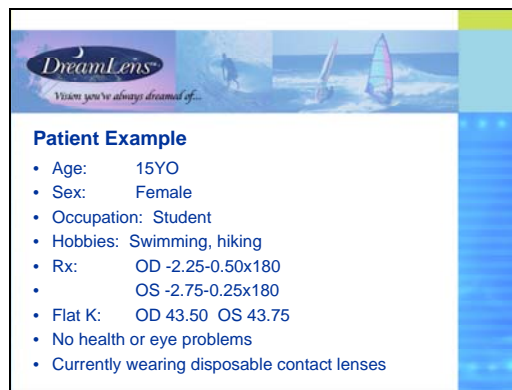 DreamLens
Vision you've always dreamed of...
Patient Example
• Age: 15YO
• Sex: Female
• Occupation: Student
• Hobbies: Swimming, hiking
• Rx: OD -2.25-0.50x180
• OS -2.75-0.25x180
• Flat K: OD 43.50 OS 43.75
• No health or eye problems
• Currently wearing disposable contact lenses